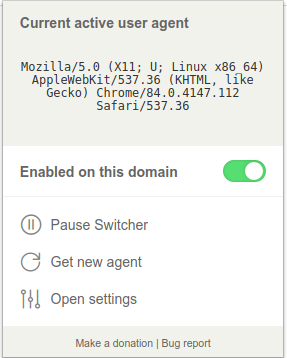 Current active user agent
Mozilla/5.0 (X11; U; Linux x86_64)
AppleWebKit/537.36 (KHTML, like
Gecko) Chrome/84.0.4147.112
Safari/537.36
Enabled on this domain
Pause Switcher
Get new agent
Open settings
Make a donation | Bug report